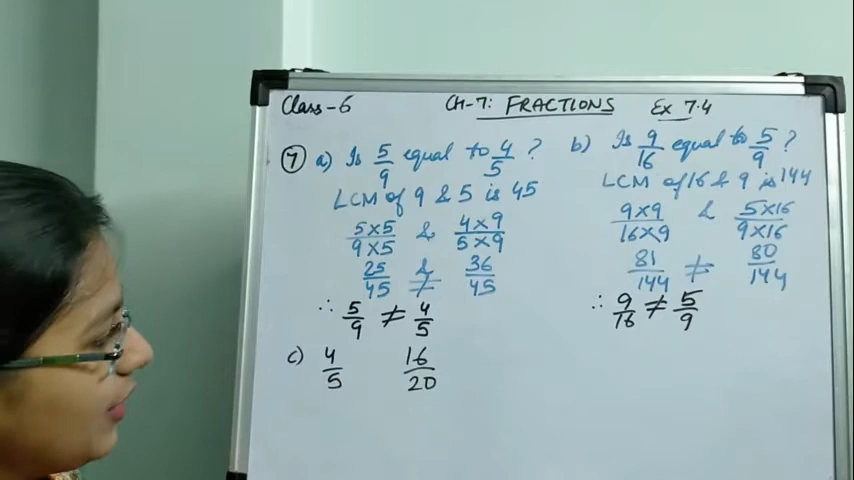 Class-6 CH-7: FRACTIONS Ex 7.4
7 a) Is 5/9 equal to 4/5 ?
LCM of 9 & 5 is 45
5×5/9×5 & 4×9/5×9
25/45 & ≠ 36/45
∴ 5/9 ≠ 4/5
b) Is 9/16 equal to 5/9 ?
LCM of 16 & 9 is 144
9×9/16×9 & 5×16/9×16
81/144 ≠ 80/144
∴ 9/16 ≠ 5/9
c) 4/5 16/20